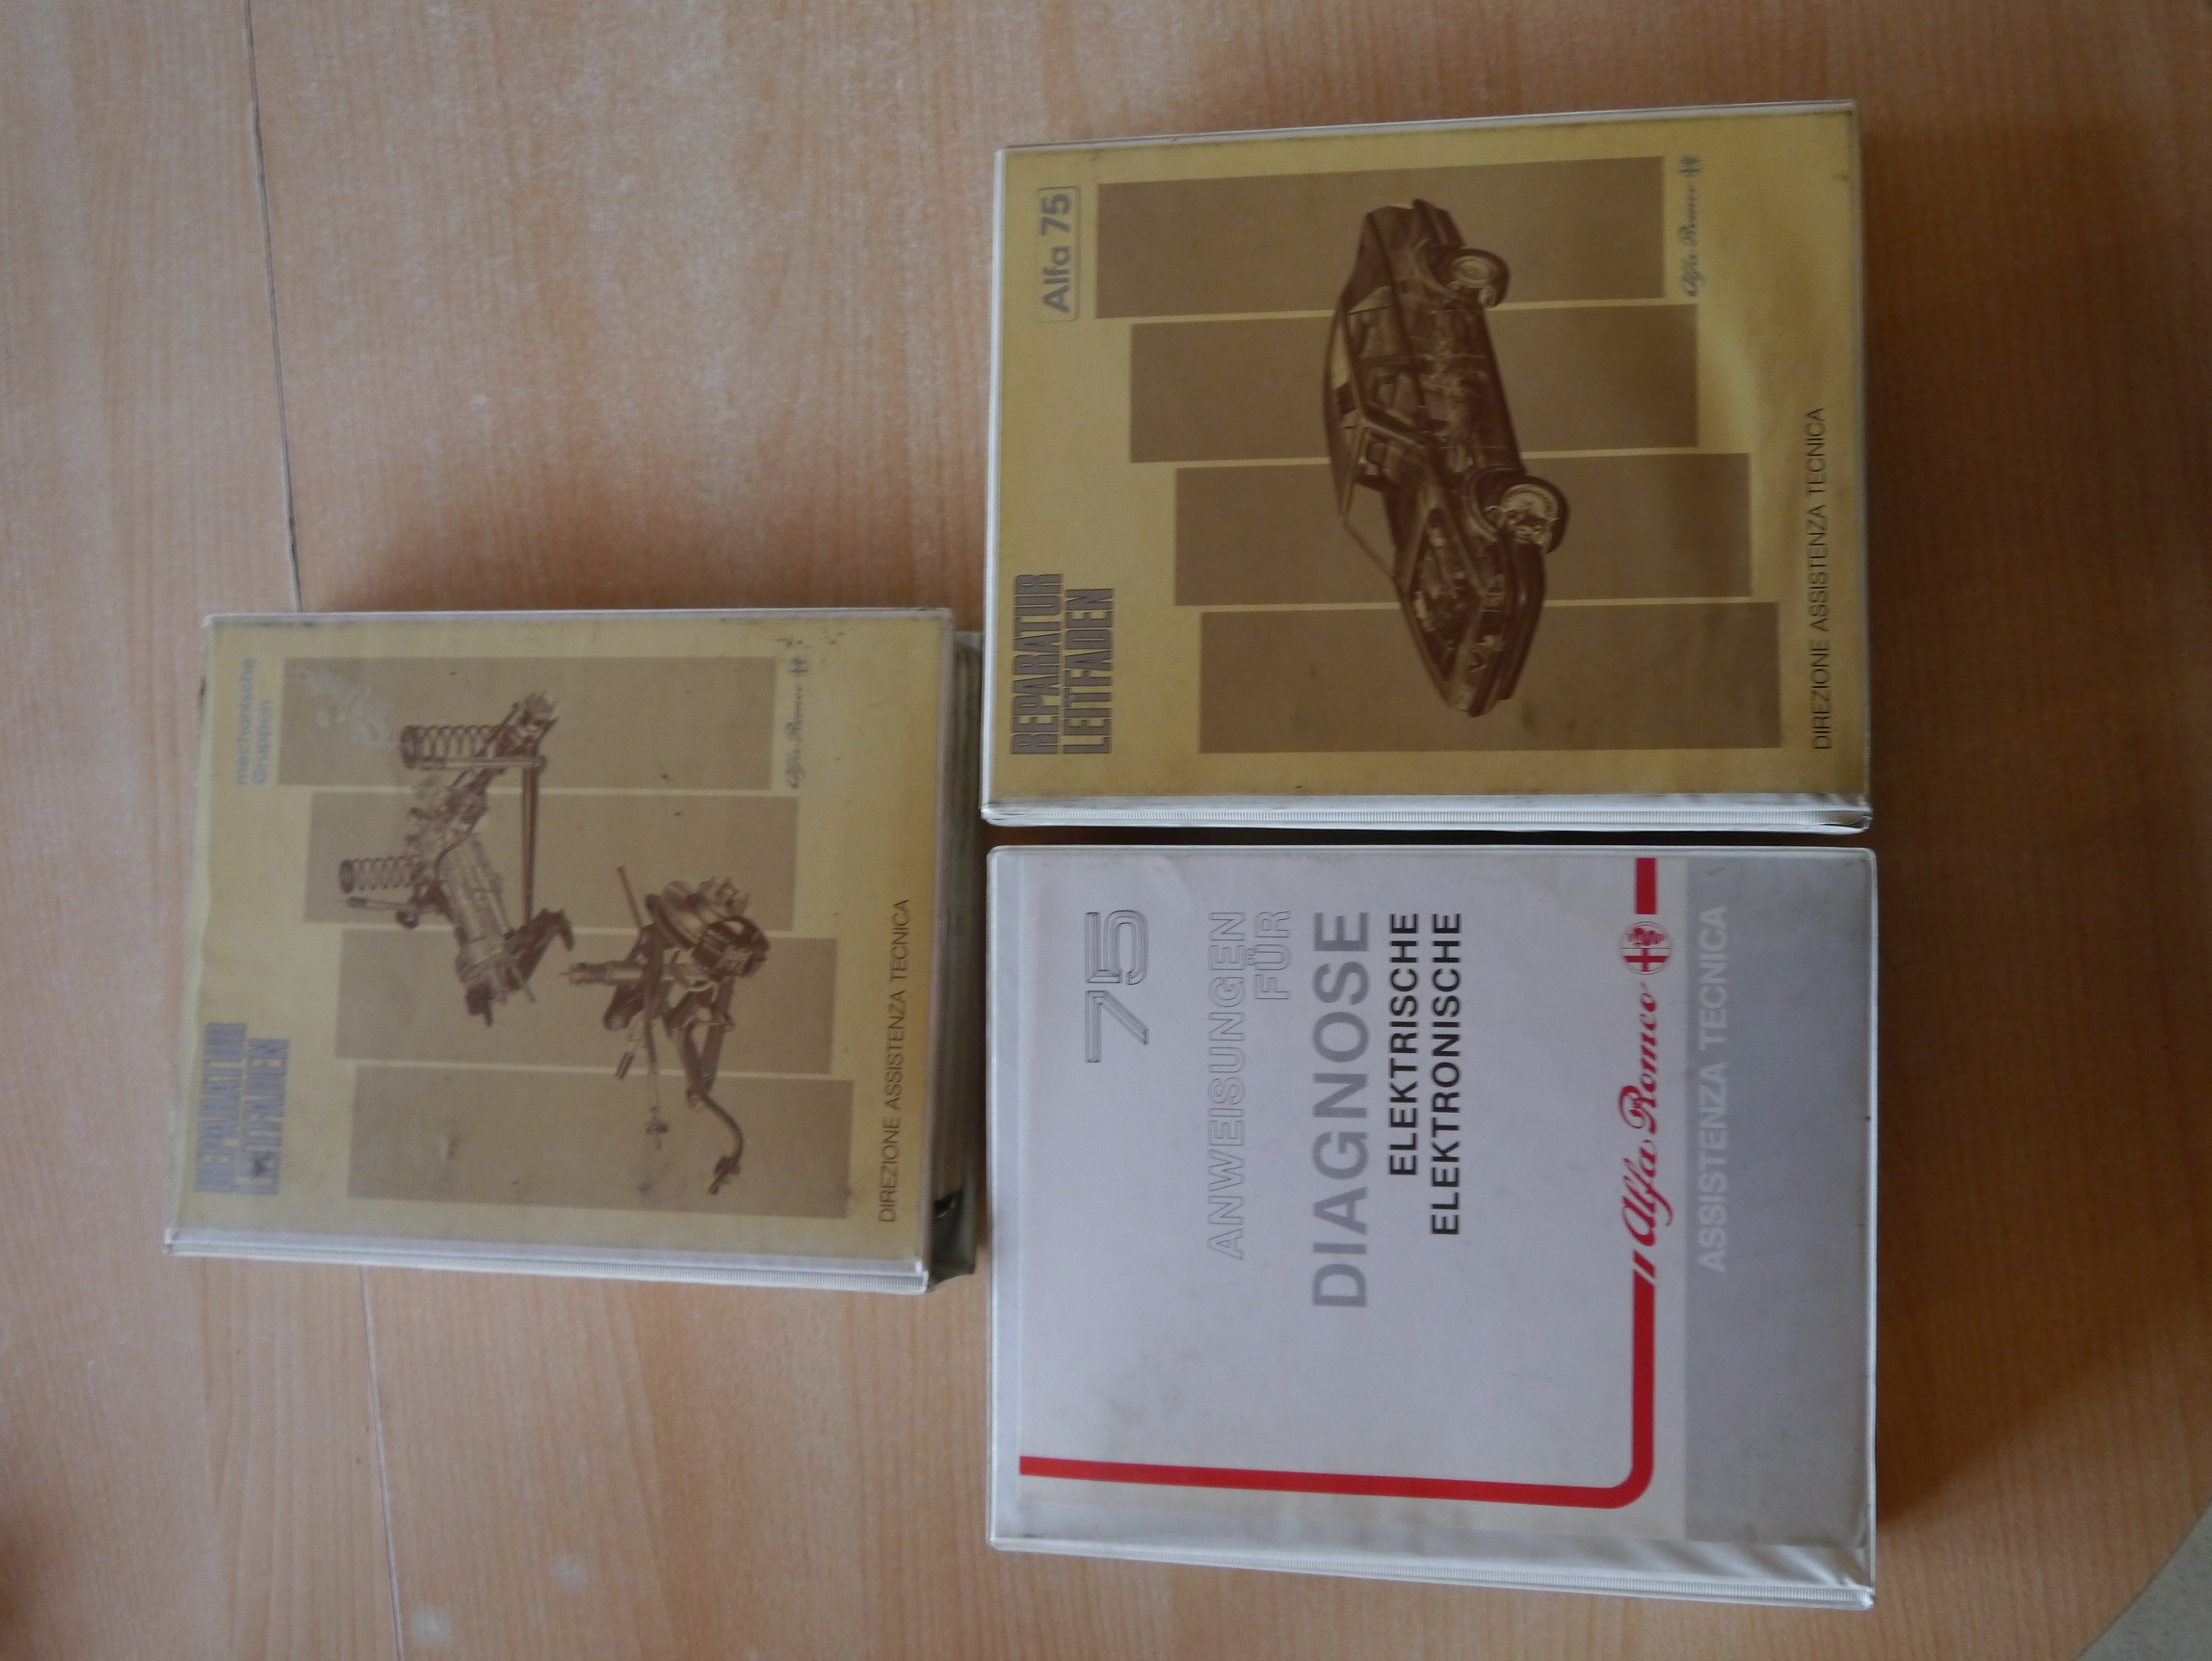 REPARATUR
LEITFADEN
mechanische
Gruppen
Alfa Romeo
DIREZIONE ASSISTENZA TECNICA
75
ANWEISUNGEN
FÜR
DIAGNOSE
ELEKTRISCHE
ELEKTRONISCHE
Alfa Romeo
ASSISTENZA TECNICA
REPARATUR
LEITFADEN
Alfa 75
Alfa Romeo
DIREZIONE ASSISTENZA TECNICA